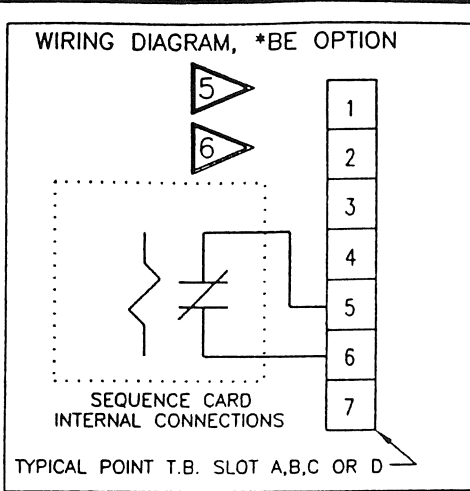 WIRING DIAGRAM, *BE OPTION
5
6
1
2
3
4
5
6
7
SEQUENCE CARD
INTERNAL CONNECTIONS
TYPICAL POINT T.B. SLOT A,B,C OR D